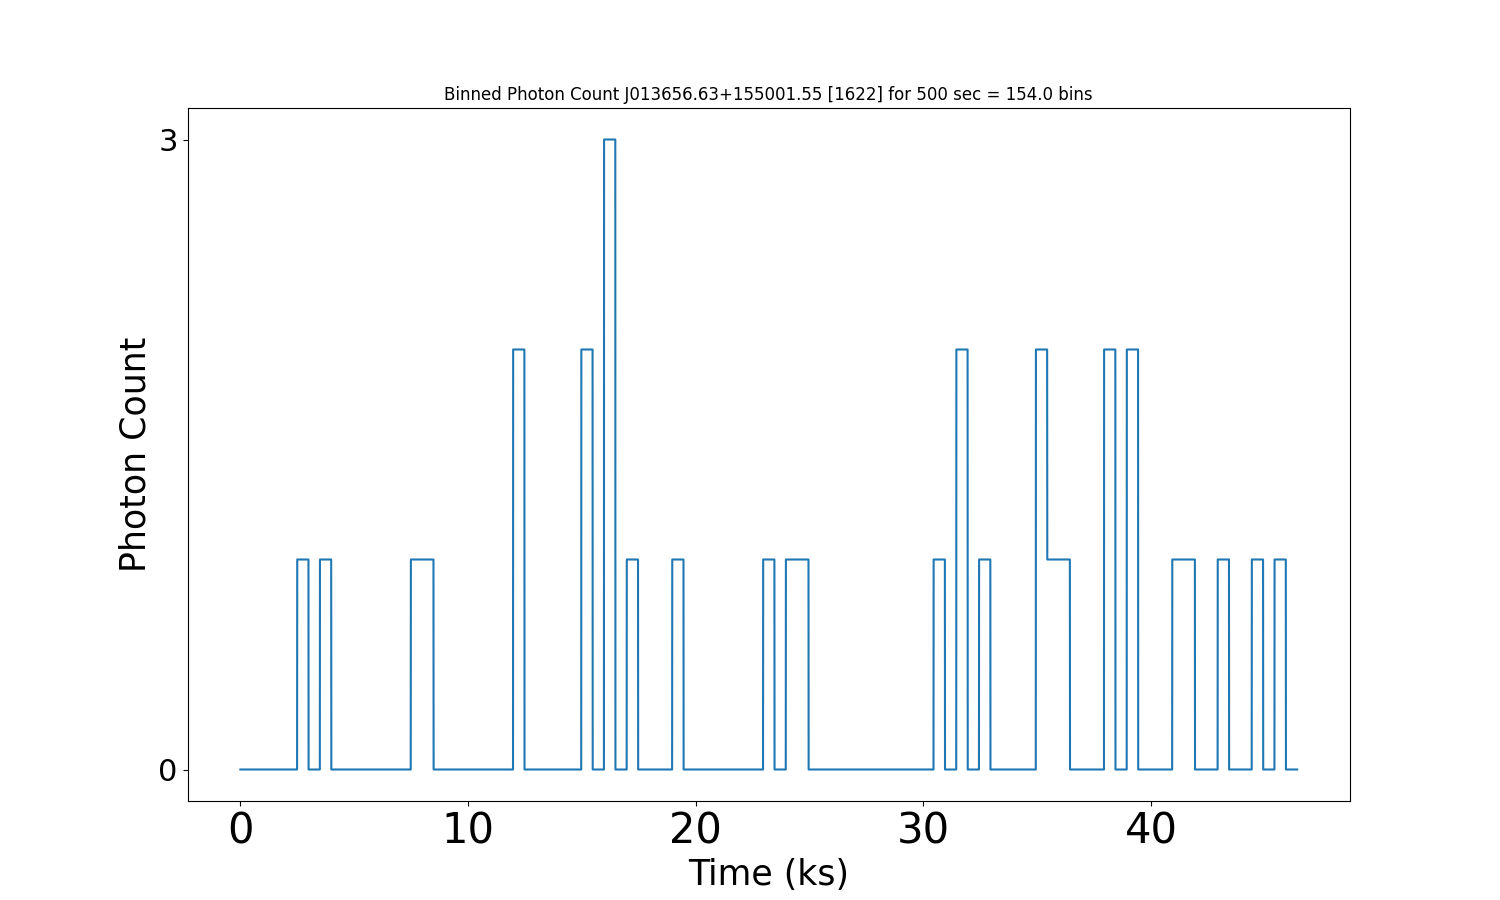 Binned Photon Count J013656.63+155001.55 [1622] for 500 sec = 154.0 bins
3
Photon Count
0
0 10 20 30 40
Time (ks)